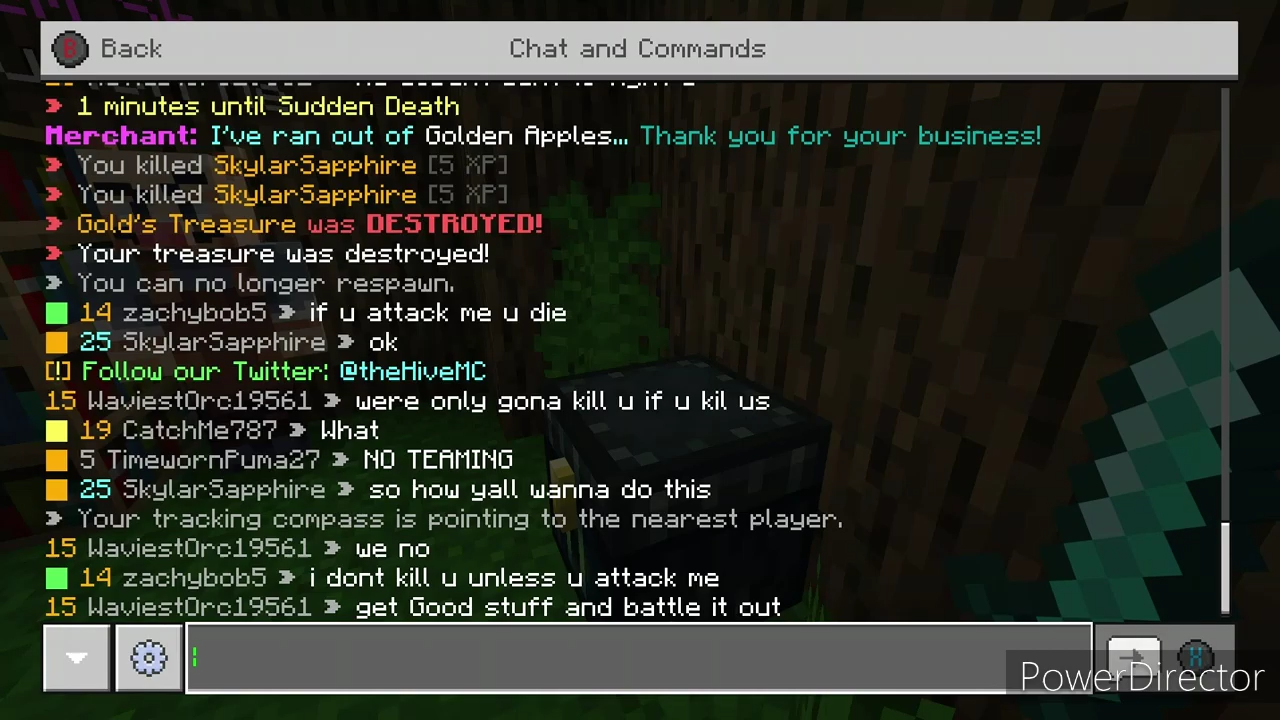 B Back Chat and Commands
1 minutes until Sudden Death
Merchant: I've ran out of Golden Apples... Thank you for your business!
You killed SkylarSapphire [5 XP]
You killed SkylarSapphire [5 XP]
Gold's Treasure was DESTROYED!
Your treasure was destroyed!
You can no longer respawn.
14 zachybob5 » if u attack me u die
25 SkylarSapphire » ok
[!] Follow our Twitter: @theHiveMC
15 WaviestOrc19561 » were only gona kill u if u kil us
19 CatchMe787 » What
5 TimewornPuma27 » NO TEAMING
25 SkylarSapphire » so how yall wanna do this
» Your tracking compass is pointing to the nearest player.
15 WaviestOrc19561 » we no
14 zachybob5 » i dont kill u unless u attack me
15 WaviestOrc19561 » get Good stuff and battle it out
X
PowerDirector